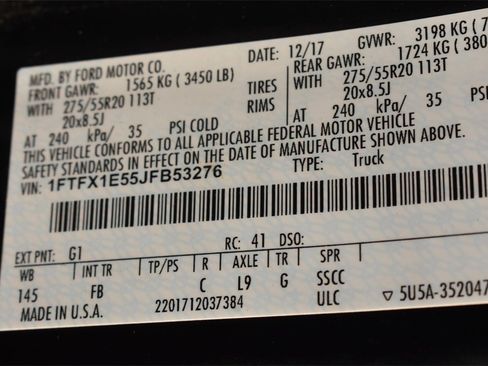 MFD. BY FORD MOTOR CO. DATE: 12/17 GVWR: 3198 KG (7
FRONT GAWR: 1565 KG (3450 LB) REAR GAWR: 1724 KG (380
WITH 275/55R20 113T TIRES WITH 275/55R20 113T
20x8.5J RIMS 20x8.5J
AT 240 kPa/ 35 PSI COLD AT 240 kPa/ 35 PSI
THIS VEHICLE CONFORMS TO ALL APPLICABLE FEDERAL MOTOR VEHICLE
SAFETY STANDARDS IN EFFECT ON THE DATE OF MANUFACTURE SHOWN ABOVE.
VIN: 1FTFX1E55JFB53276 TYPE: Truck
EXT PNT: G1 RC: 41 DSO:
WB INT TR TP/PS R AXLE TR SPR
145 FB C L9 G SSCC
MADE IN U.S.A. 2201712037384 ULC ▽ 5U5A-352047